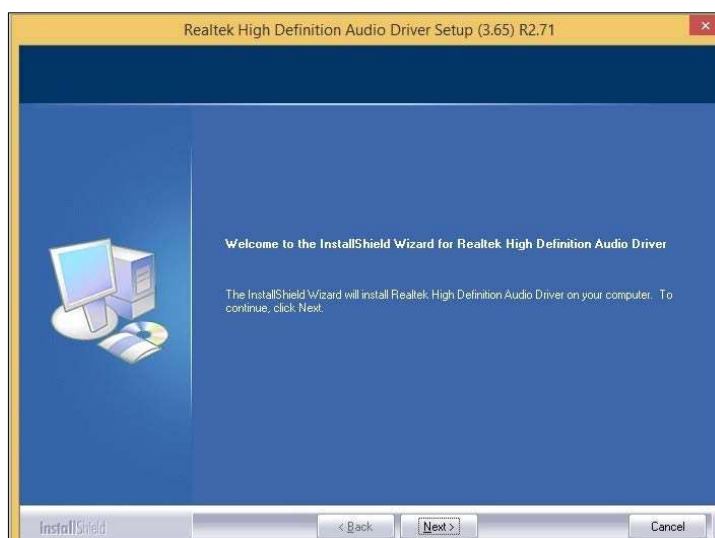 Realtek High Definition Audio Driver Setup (3.65) R2.71
Welcome to the InstallShield Wizard for Realtek High Definition Audio Driver
The InstallShield Wizard will install Realtek High Definition Audio Driver on your computer. To
continue, click Next.
InstallShield
< Back
Next >
Cancel